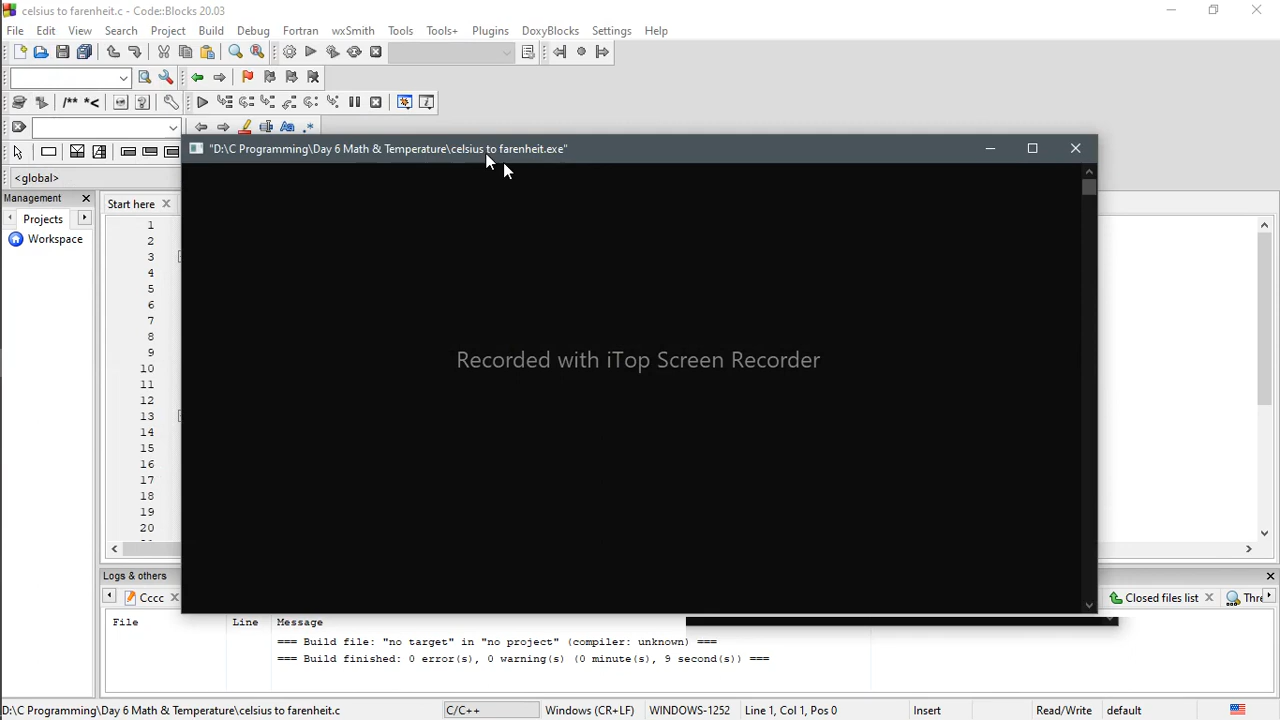 celsius to farenheit.c - Code::Blocks 20.03
File Edit View Search Project Build Debug Fortran wxSmith Tools Tools+ Plugins DoxyBlocks Settings Help
/** *<
Aa .*
"D:\C Programming\Day 6 Math & Temperature\celsius to farenheit.exe"
<global>
Management
Start here
Projects
Workspace
1
2
3
4
5
6
7
8
9
10
11
12
13
14
15
16
17
18
19
20
Recorded with iTop Screen Recorder
Logs & others
Cccc
Closed files list
Thre
File Line Message
=== Build file: "no target" in "no project" (compiler: unknown) ===
=== Build finished: 0 error(s), 0 warning(s) (0 minute(s), 9 second(s)) ===
D:\C Programming\Day 6 Math & Temperature\celsius to farenheit.c C/C++ Windows (CR+LF) WINDOWS-1252 Line 1, Col 1, Pos 0 Insert Read/Write default